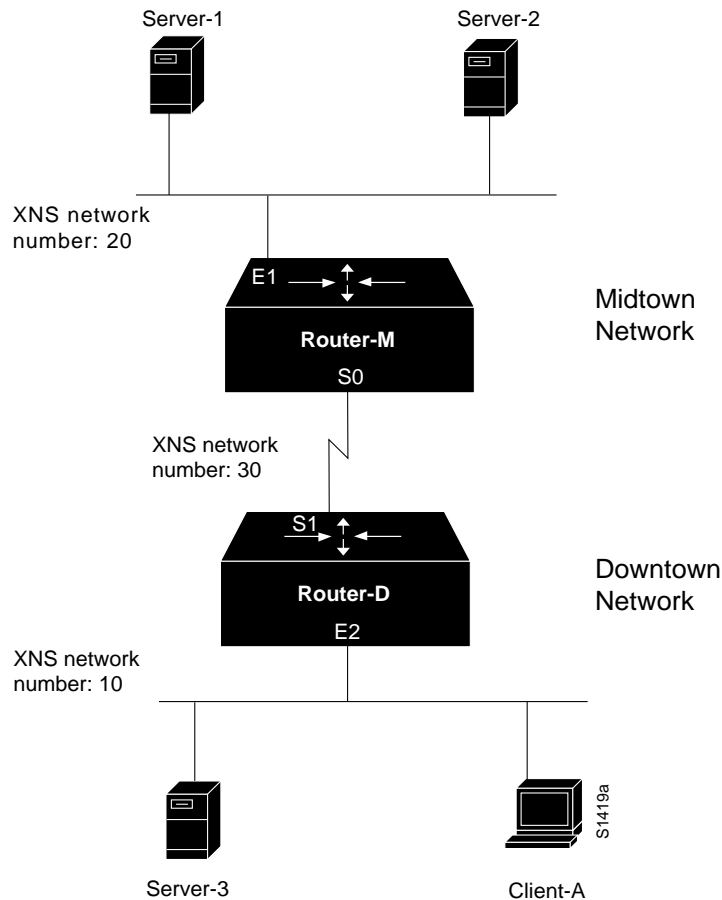 Server-1
Server-2
XNS network
number: 20
E1
Midtown
Network
Router-M
S0
XNS network
number: 30
S1
Downtown
Network
Router-D
E2
XNS network
number: 10
S1419a
Server-3
Client-A